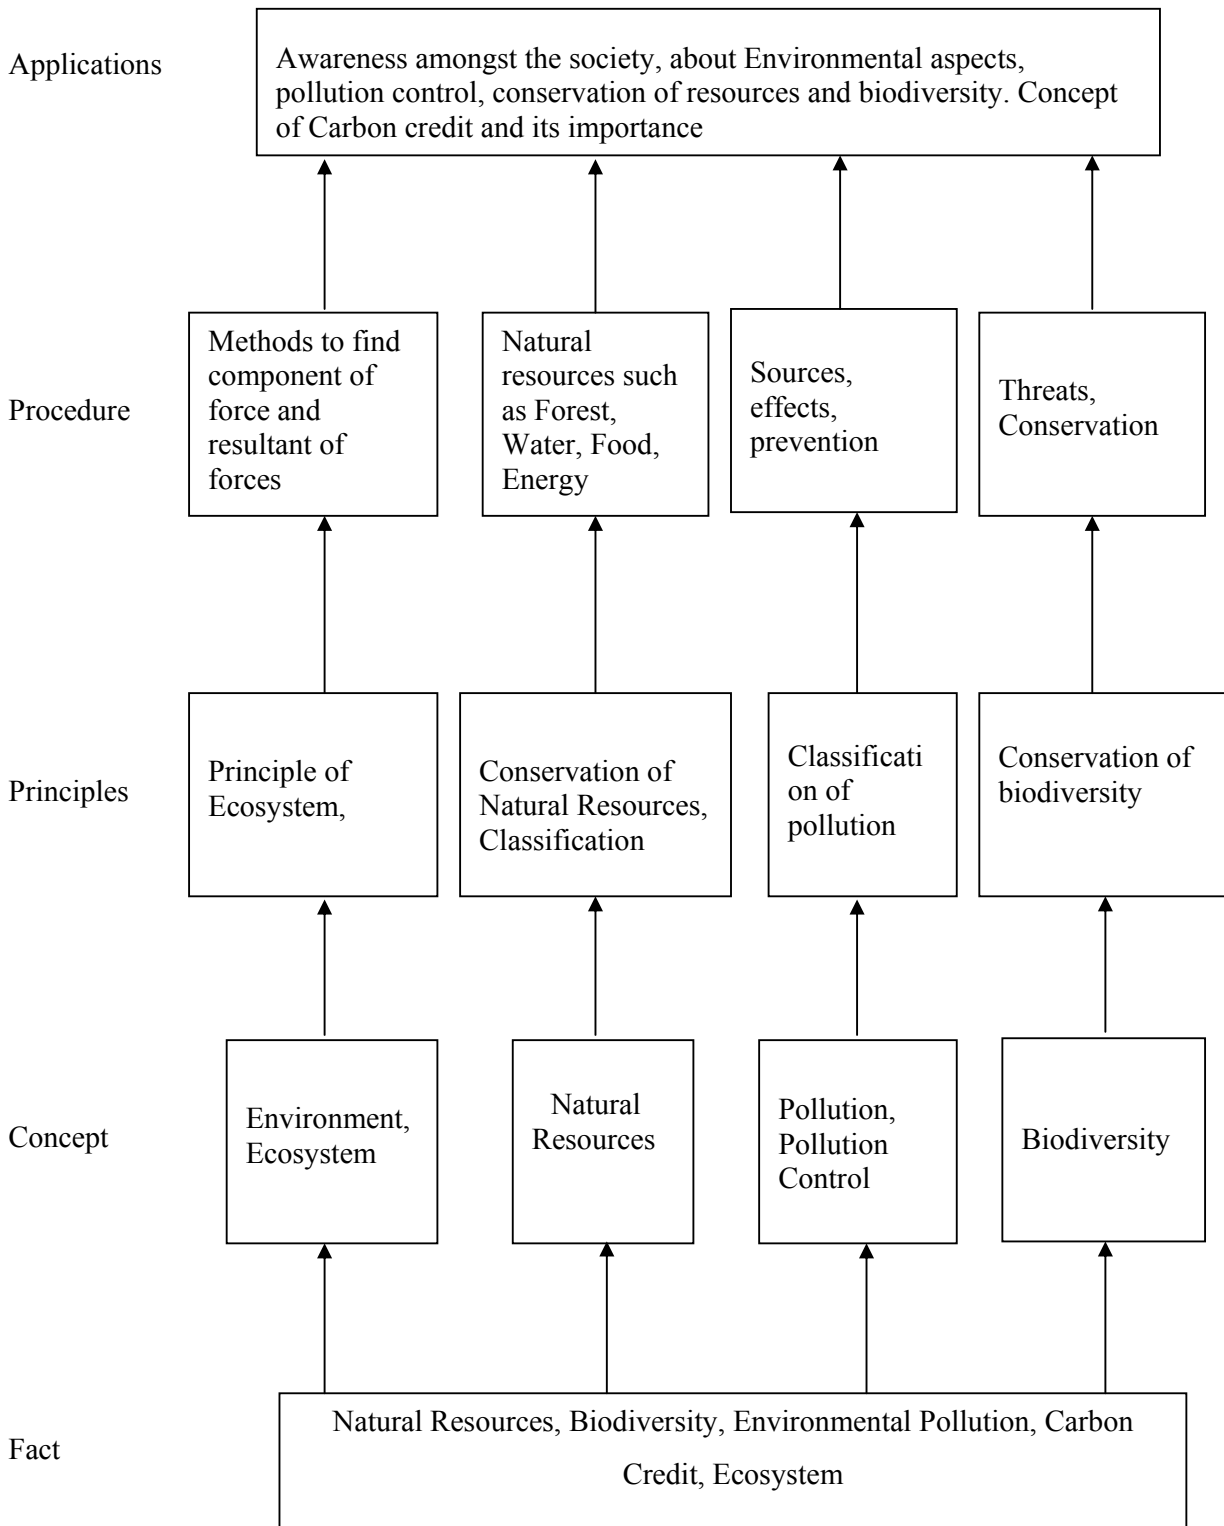 Applications
Awareness amongst the society, about Environmental aspects,
pollution control, conservation of resources and biodiversity. Concept
of Carbon credit and its importance
Procedure
Methods to find
component of
force and
resultant of
forces
Natural
resources such
as Forest,
Water, Food,
Energy
Sources,
effects,
prevention
Threats,
Conservation
Principles
Principle of
Ecosystem,
Conservation of
Natural Resources,
Classification
Classificati
on of
pollution
Conservation of
biodiversity
Concept
Environment,
Ecosystem
Natural
Resources
Pollution,
Pollution
Control
Biodiversity
Fact
Natural Resources, Biodiversity, Environmental Pollution, Carbon
Credit, Ecosystem